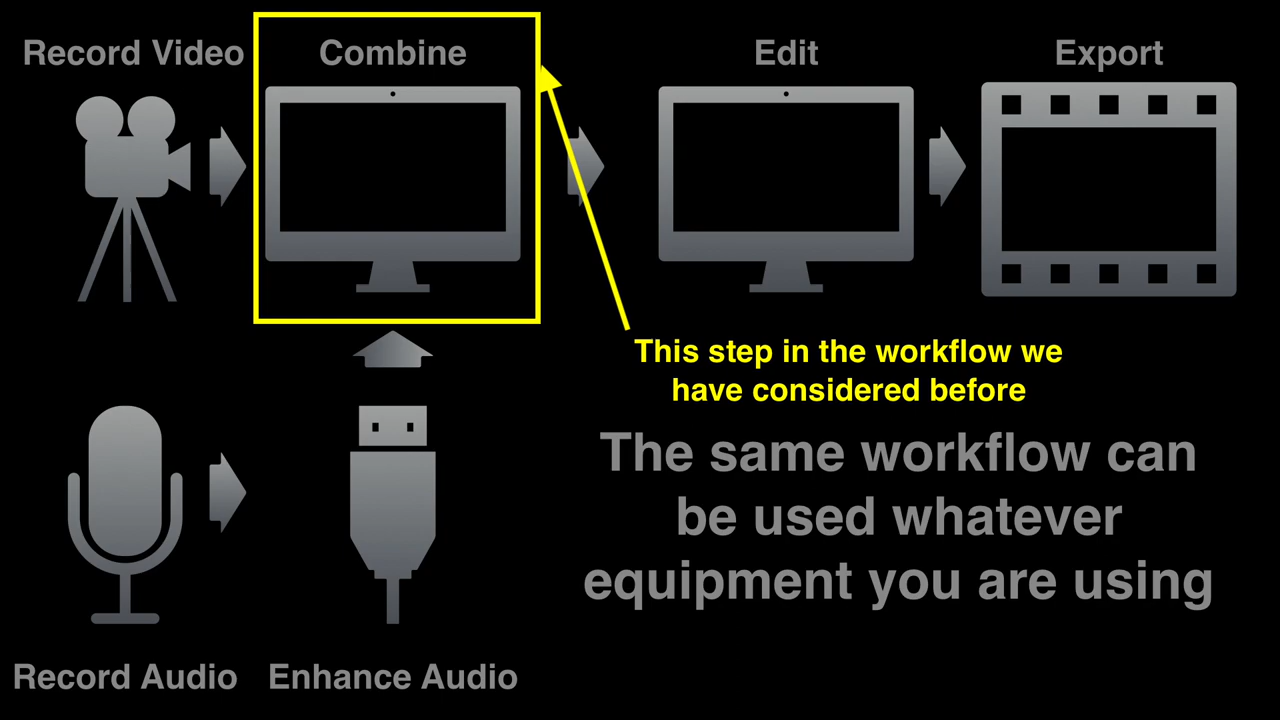 Record Video
Combine
Edit
Export
This step in the workflow we
have considered before
The same workflow can
be used whatever
equipment you are using
Record Audio
Enhance Audio